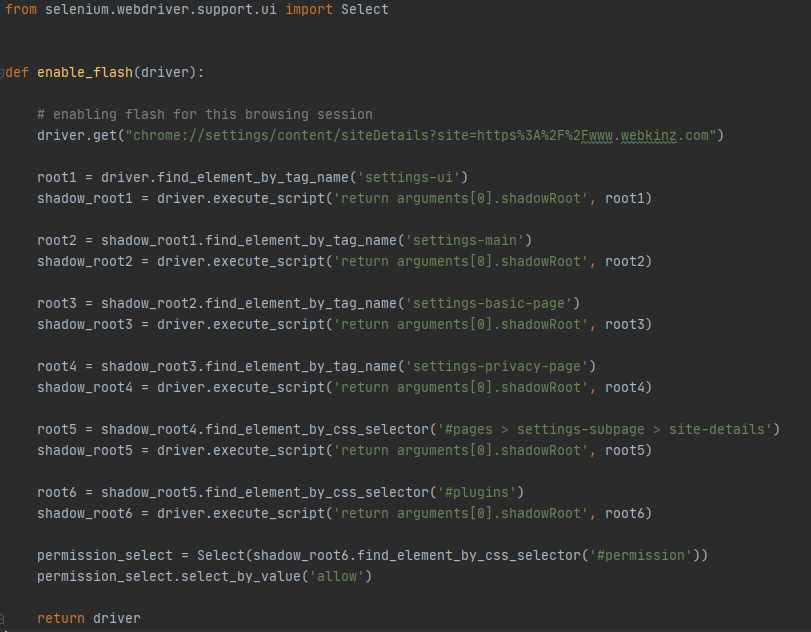 from selenium.webdriver.support.ui import Select
def enable_flash(driver):
# enabling flash for this browsing session
driver.get("chrome://settings/content/siteDetails?site=https%3A%2F%2Fwww.webkinz.com")
root1 = driver.find_element_by_tag_name('settings-ui')
shadow_root1 = driver.execute_script('return arguments[0].shadowRoot', root1)
root2 = shadow_root1.find_element_by_tag_name('settings-main')
shadow_root2 = driver.execute_script('return arguments[0].shadowRoot', root2)
root3 = shadow_root2.find_element_by_tag_name('settings-basic-page')
shadow_root3 = driver.execute_script('return arguments[0].shadowRoot', root3)
root4 = shadow_root3.find_element_by_tag_name('settings-privacy-page')
shadow_root4 = driver.execute_script('return arguments[0].shadowRoot', root4)
root5 = shadow_root4.find_element_by_css_selector('#pages > settings-subpage > site-details')
shadow_root5 = driver.execute_script('return arguments[0].shadowRoot', root5)
root6 = shadow_root5.find_element_by_css_selector('#plugins')
shadow_root6 = driver.execute_script('return arguments[0].shadowRoot', root6)
permission_select = Select(shadow_root6.find_element_by_css_selector('#permission'))
permission_select.select_by_value('allow')
return driver